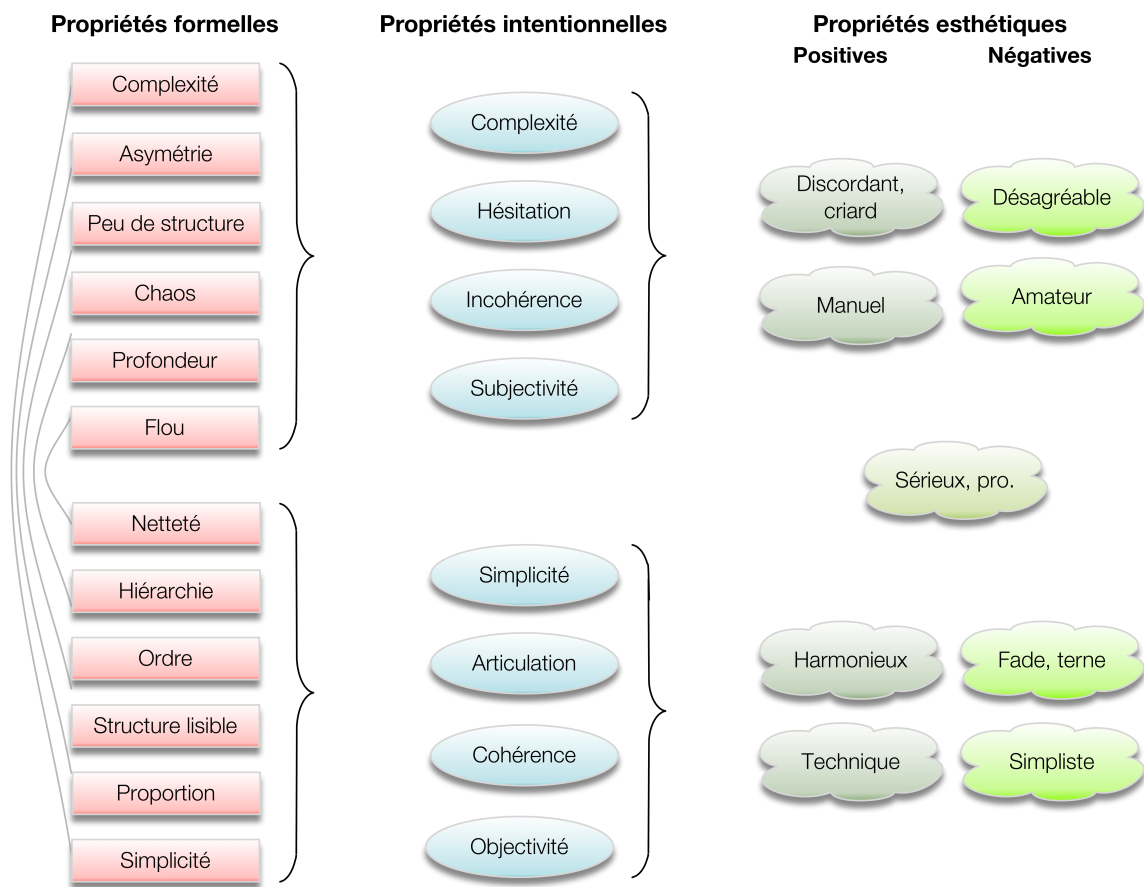 Propriétés formelles
Propriétés intentionnelles
Propriétés esthétiques
Positives
Négatives
Complexité
Asymétrie
Peu de structure
Chaos
Profondeur
Flou
Netteté
Hiérarchie
Ordre
Structure lisible
Proportion
Simplicité
Complexité
Hésitation
Incohérence
Subjectivité
Simplicité
Articulation
Cohérence
Objectivité
Discordant,
criard
Désagréable
Manuel
Amateur
Sérieux, pro.
Harmonieux
Fade, terne
Technique
Simpliste